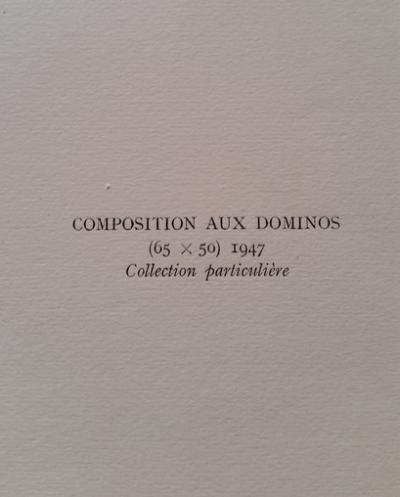 COMPOSITION AUX DOMINOS
(65 × 50) 1947
Collection particulière